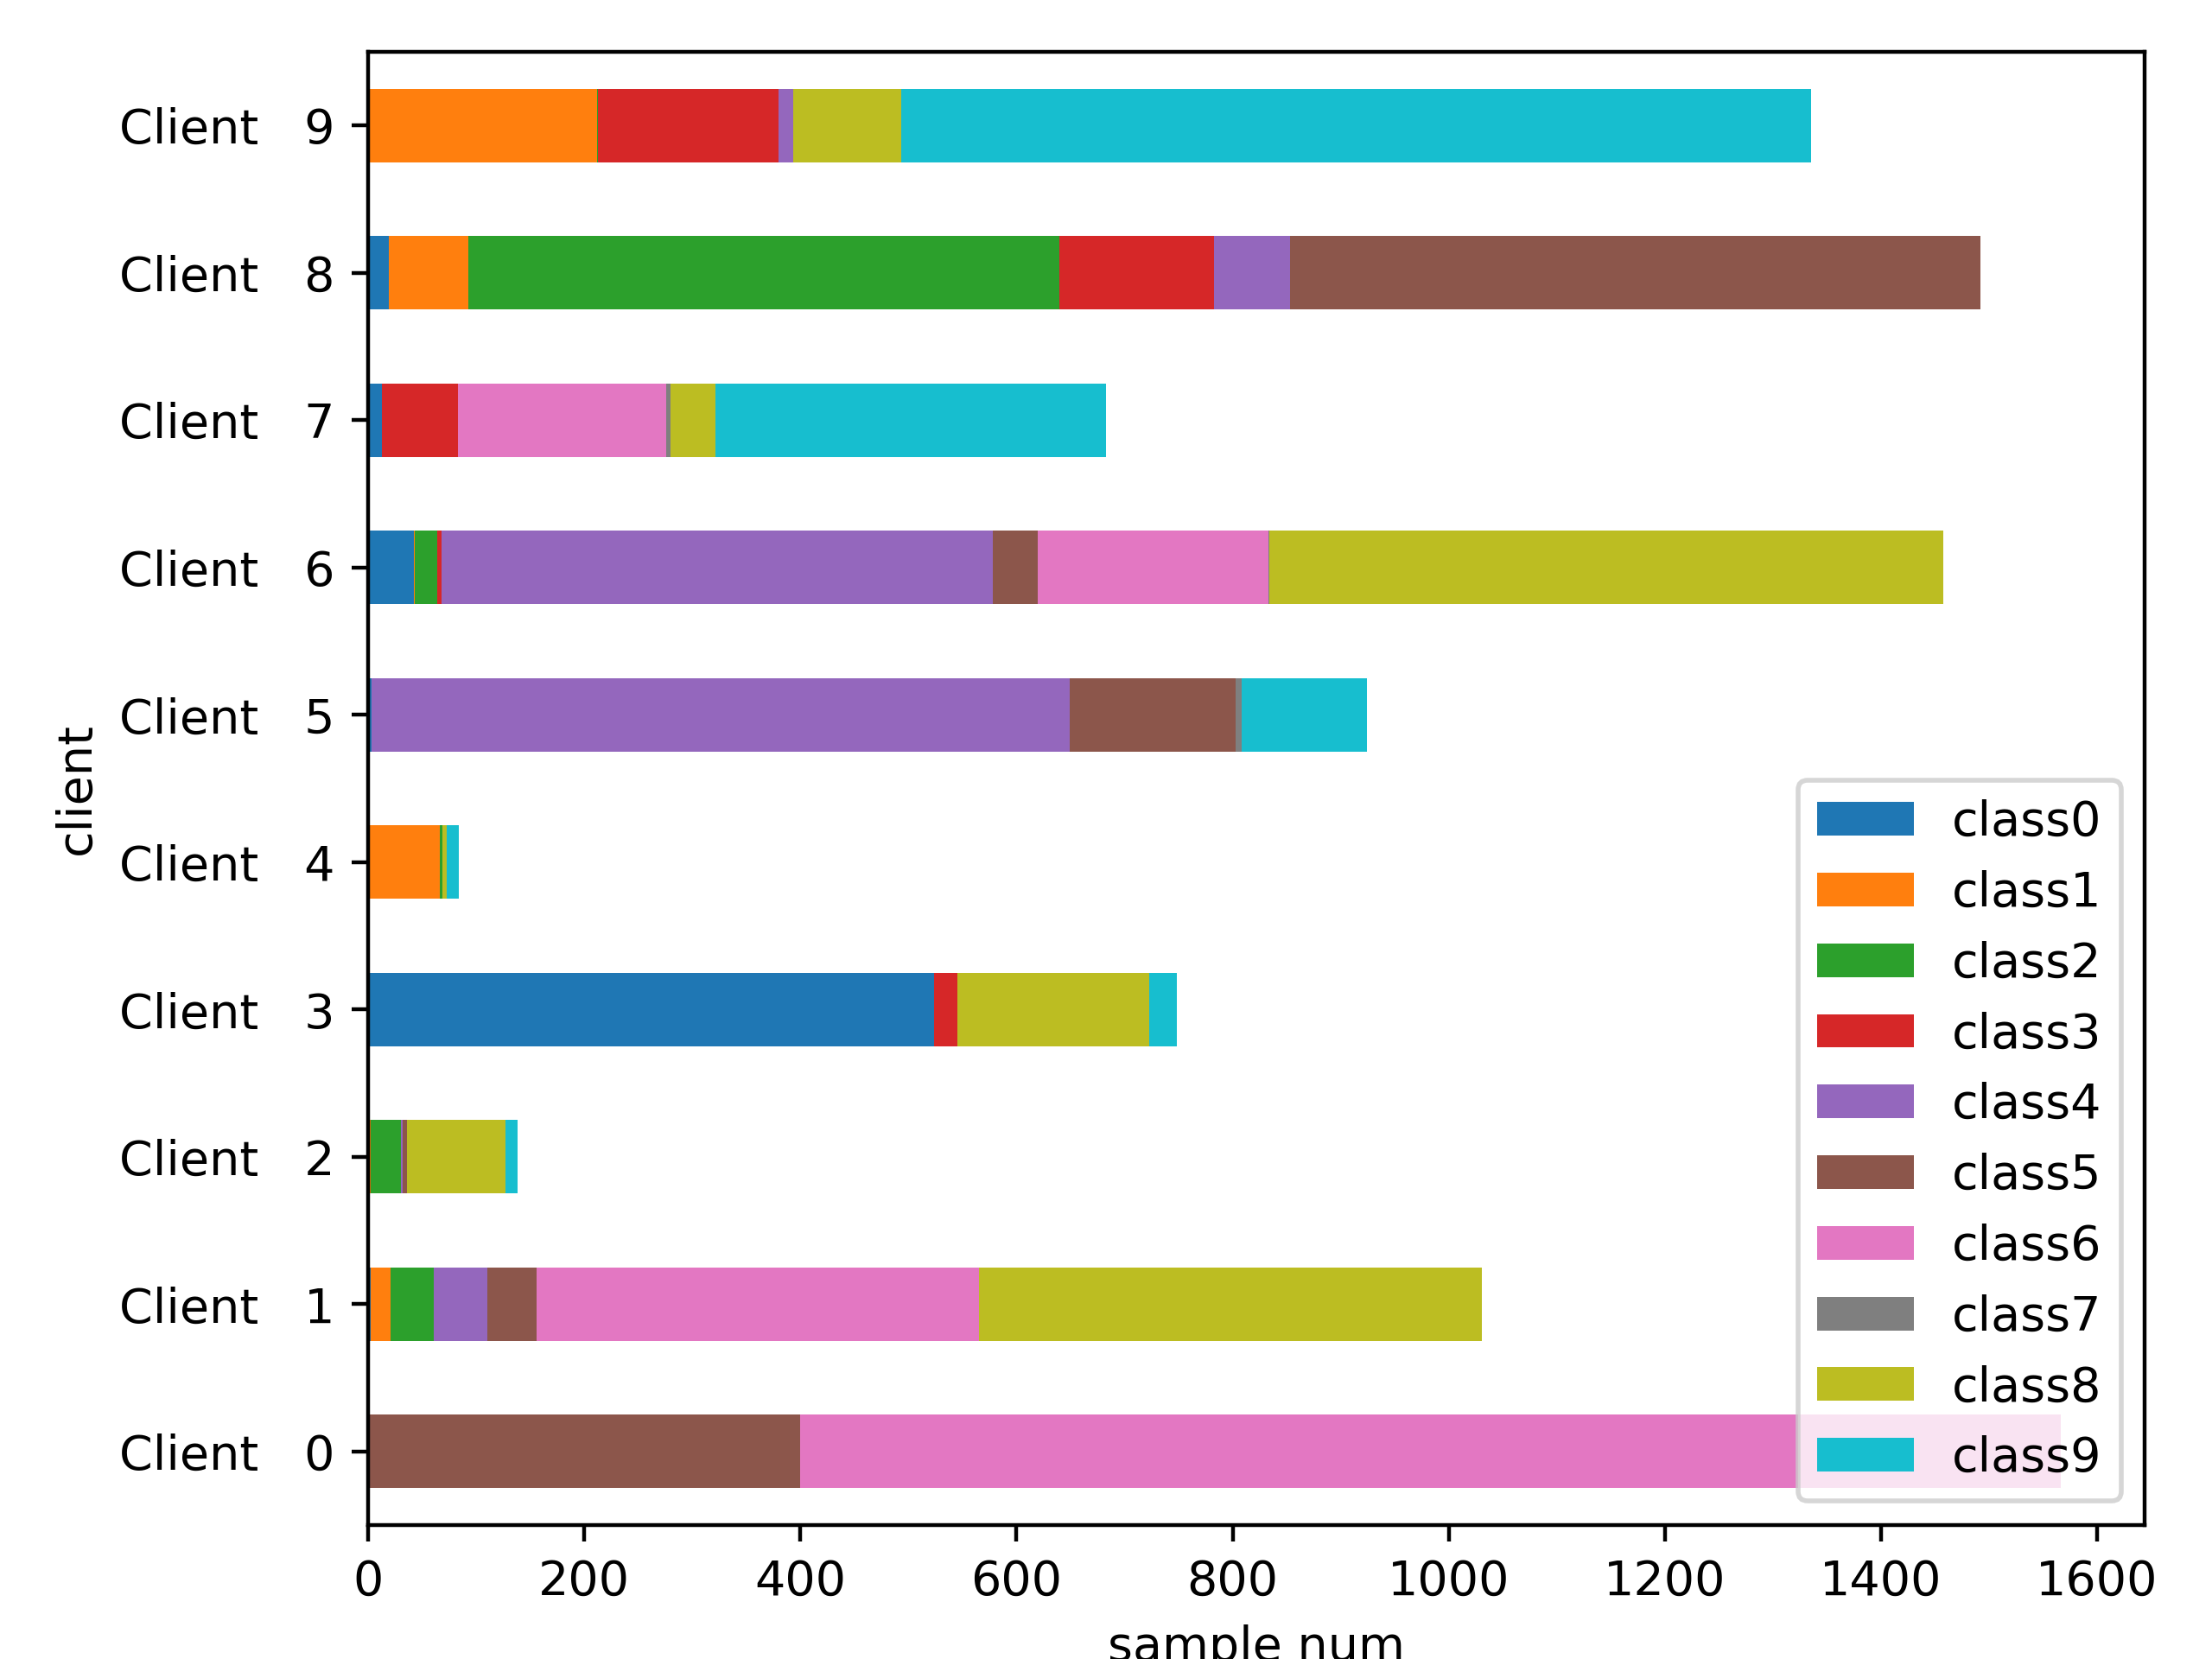 client
Client 9
Client 8
Client 7
Client 6
Client 5
Client 4
Client 3
Client 2
Client 1
Client 0
class0
class1
class2
class3
class4
class5
class6
class7
class8
class9
0 200 400 600 800 1000 1200 1400 1600
sample num